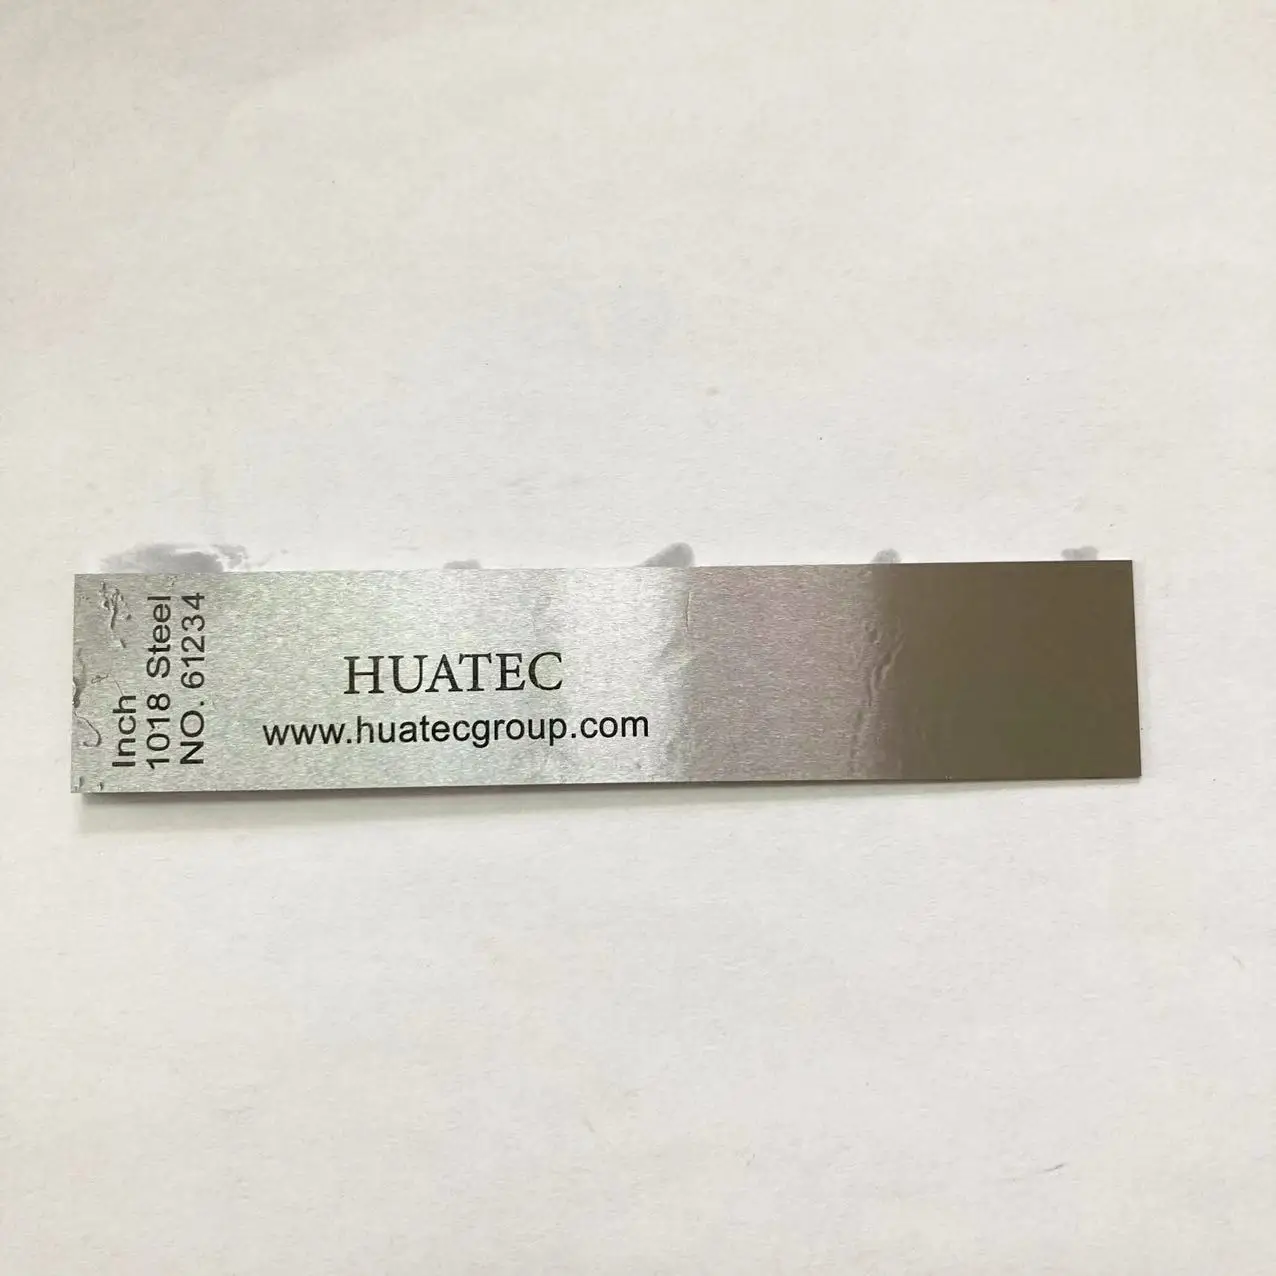 Inch
1018 Steel
NO. 61234
HUATEC
www.huatecgroup.com